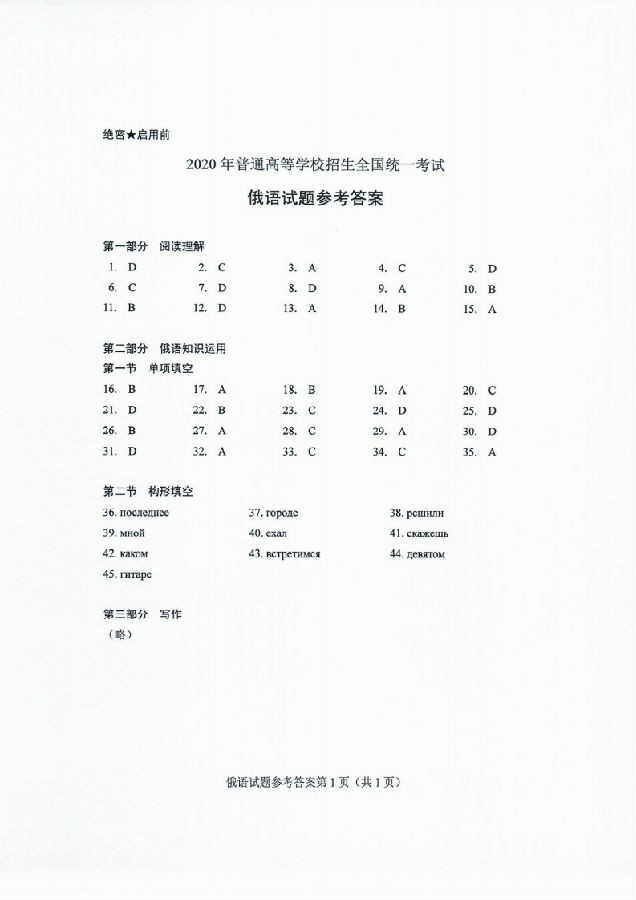 绝密★启用前
2020 年普通高等学校招生全国统一考试
俄语试题参考答案
第一部分 阅读理解
1. D 2. C 3. A 4. C 5. D
6. C 7. D 8. D 9. A 10. B
11. B 12. D 13. A 14. B 15. A
第二部分 俄语知识运用
第一节 单项填空
16. B 17. A 18. B 19. A 20. C
21. D 22. B 23. C 24. D 25. D
26. B 27. A 28. C 29. A 30. D
31. D 32. A 33. C 34. C 35. A
第二节 构形填空
36. последнее 37. городе 38. решили
39. мной 40. ехал 41. скажешь
42. каком 43. встретимся 44. девятом
45. гитаре
第三部分 写作
（略）
俄语试题参考答案第 1 页（共 1 页）